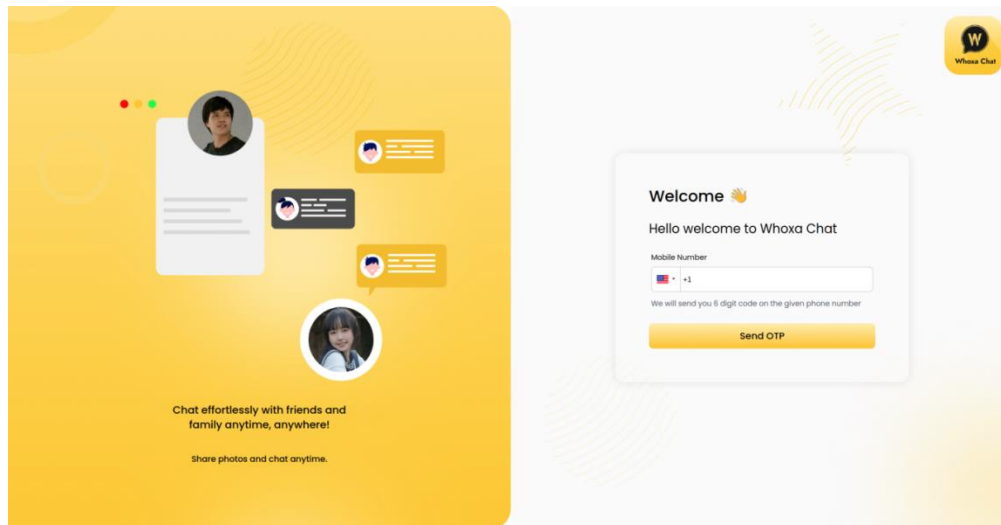 W
Whoxa Chat
Welcome 👋
Hello welcome to Whoxa Chat
Mobile Number
+1
We will send you 6 digit code on the given phone number
Send OTP
Chat effortlessly with friends and
family anytime, anywhere!
Share photos and chat anytime.